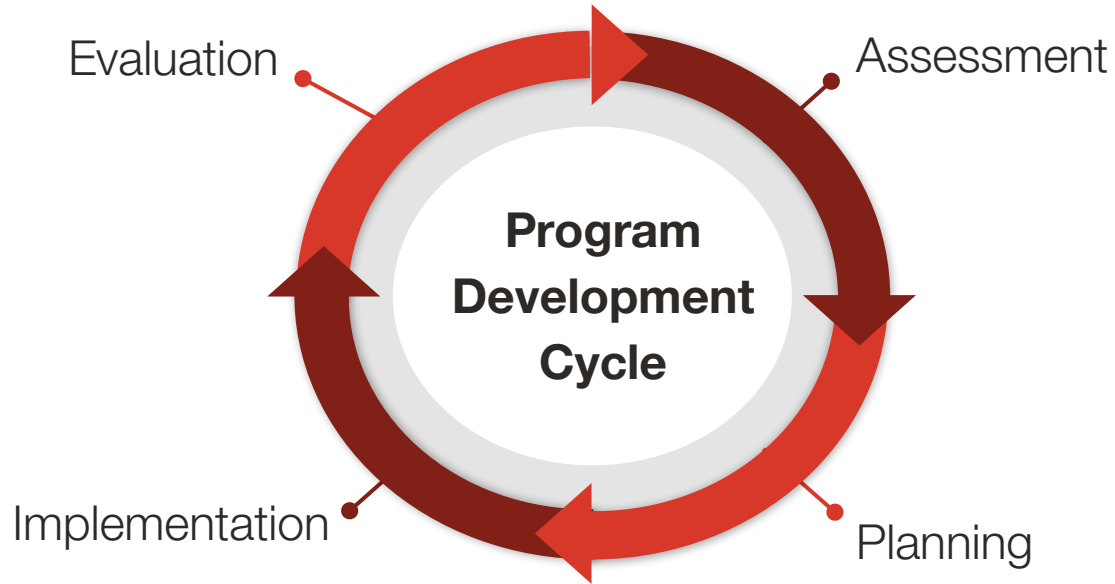 Evaluation
Assessment
Program
Development
Cycle
Implementation
Planning